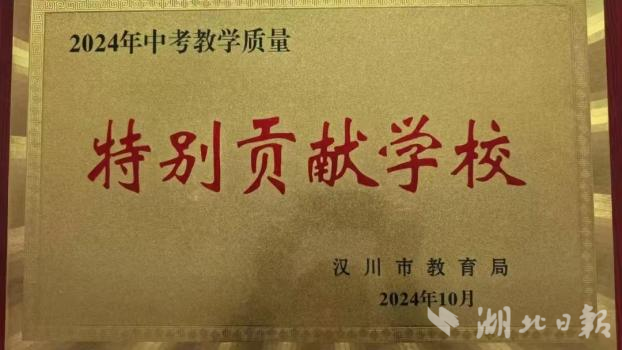 2024年中考教学质量
特别贡献学校
汉川市教育局
2024年10月
湖北日报